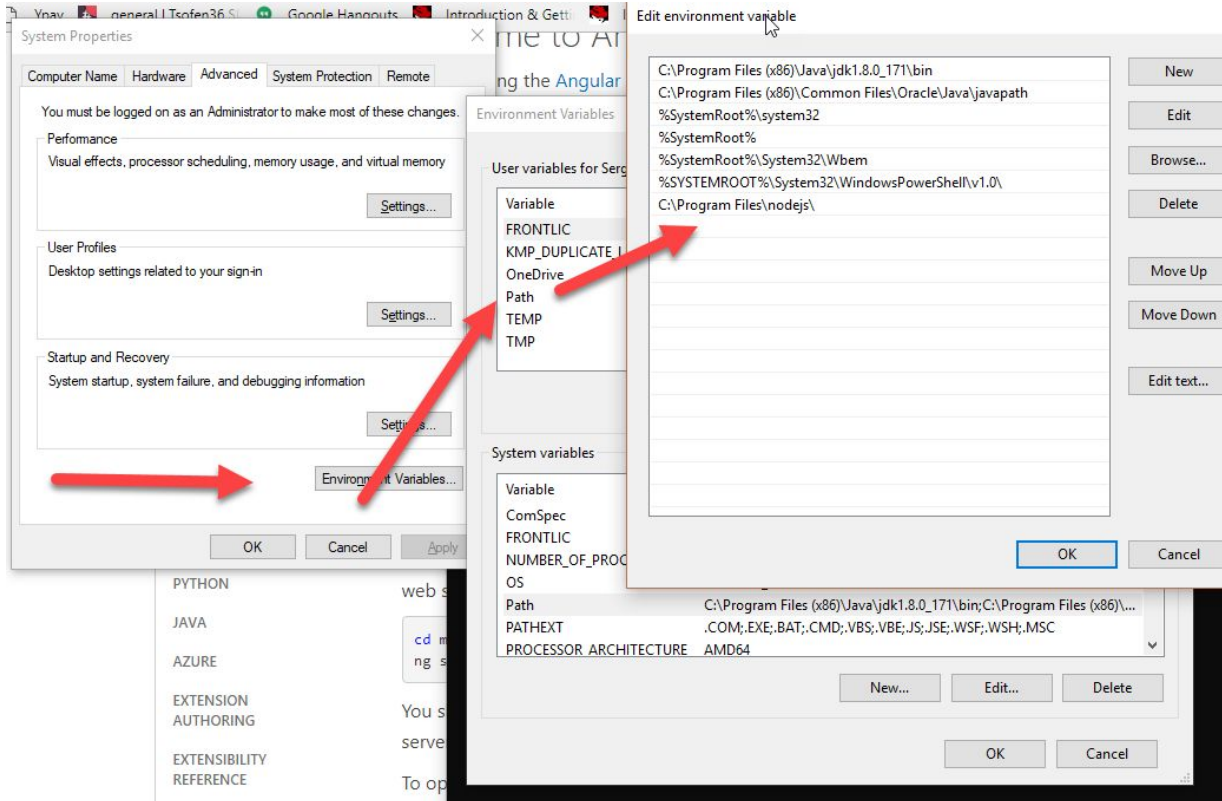 Ynav
general | Tsofen36
Google Hangouts
Introduction & Getti
System Properties
Computer Name
Hardware
Advanced
System Protection
Remote
You must be logged on as an Administrator to make most of these changes.
Performance
Visual effects, processor scheduling, memory usage, and virtual memory
Settings...
User Profiles
Desktop settings related to your sign-in
Settings...
Startup and Recovery
System startup, system failure, and debugging information
Settings...
Environment Variables...
OK
Cancel
Apply
me to Ar
ng the Angular
Environment Variables
User variables for Serg
Variable
FRONTLIC
KMP_DUPLICATE_L
OneDrive
Path
TEMP
TMP
System variables
Variable
ComSpec
FRONTLIC
NUMBER_OF_PROC
OS
Path C:\Program Files (x86)\Java\jdk1.8.0_171\bin;C:\Program Files (x86)\...
PATHEXT .COM;.EXE;.BAT;.CMD;.VBS;.VBE;.JS;.JSE;.WSF;.WSH;.MSC
PROCESSOR_ARCHITECTURE AMD64
New...
Edit...
Delete
OK
Cancel
Edit environment variable
C:\Program Files (x86)\Java\jdk1.8.0_171\bin
C:\Program Files (x86)\Common Files\Oracle\Java\javapath
%SystemRoot%\system32
%SystemRoot%
%SystemRoot%\System32\Wbem
%SYSTEMROOT%\System32\WindowsPowerShell\v1.0\
C:\Program Files\nodejs\
New
Edit
Browse...
Delete
Move Up
Move Down
Edit text...
OK
Cancel
PYTHON
JAVA
AZURE
EXTENSION
AUTHORING
EXTENSIBILITY
REFERENCE
web s
cd m
ng s
You s
serve
To op